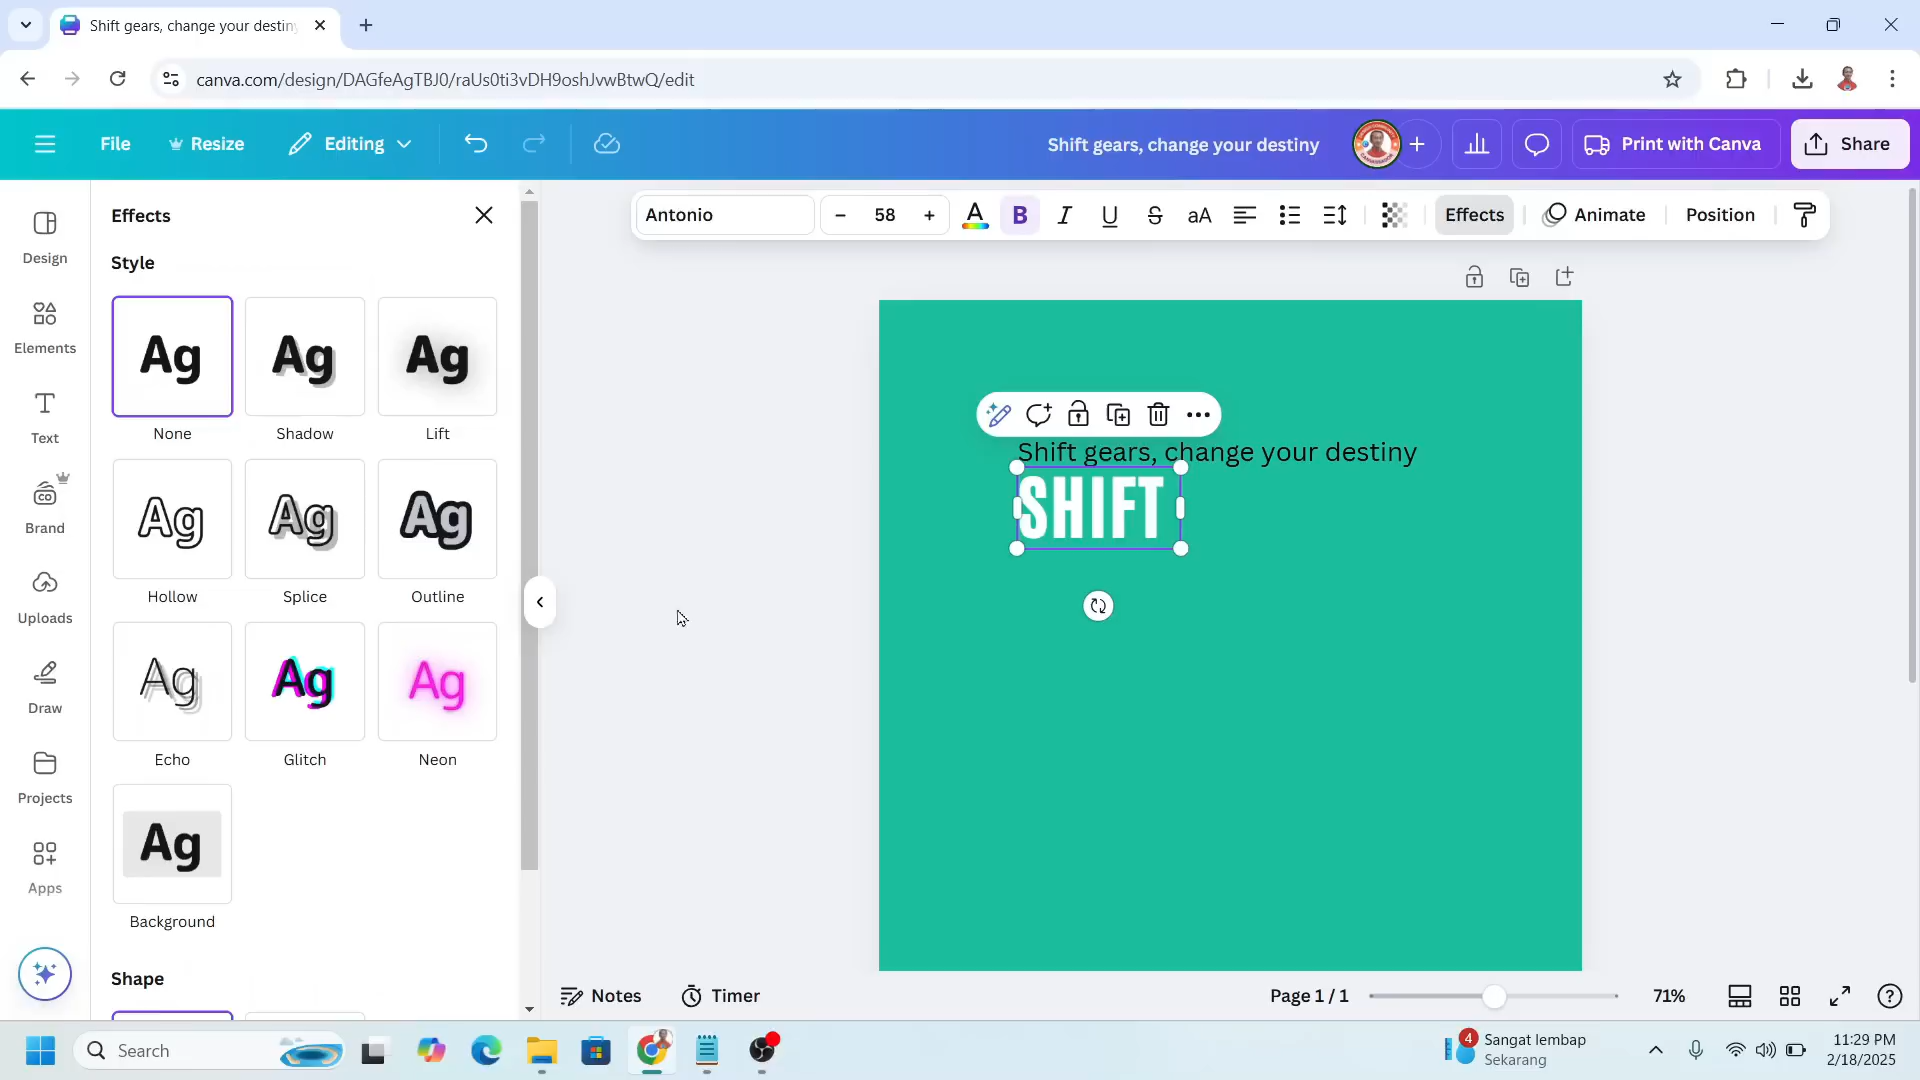 Shift gears, change your destiny
canva.com/design/DAGfeAgTBJ0/raUs0ti3vDH9oshJvwBtwQ/edit
File
Resize
Editing
Shift gears, change your destiny
Print with Canva
Share
Design
Elements
Text
Brand
Uploads
Draw
Projects
Apps
Effects
Style
Ag Ag Ag
None Shadow Lift
Ag Ag Ag
Hollow Splice Outline
Ag Ag Ag
Echo Glitch Neon
Ag
Background
Shape
Antonio
– 58 +
A B I U S aA
Effects
Animate
Position
Shift gears, change your destiny
SHIFT
Notes
Timer
Page 1 / 1
71%
Search
4
Sangat lembap
Sekarang
11:29 PM
2/18/2025